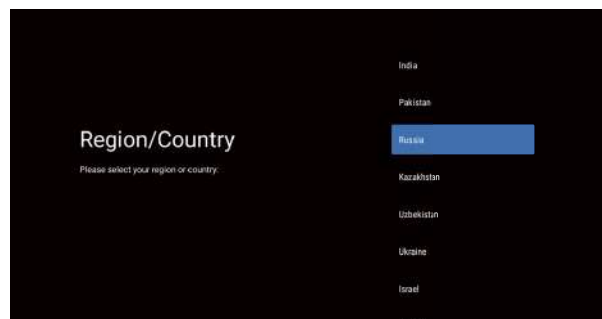 Region/Country
Please select your region or country.
India
Pakistan
Russia
Kazakhstan
Uzbekistan
Ukraine
Israel